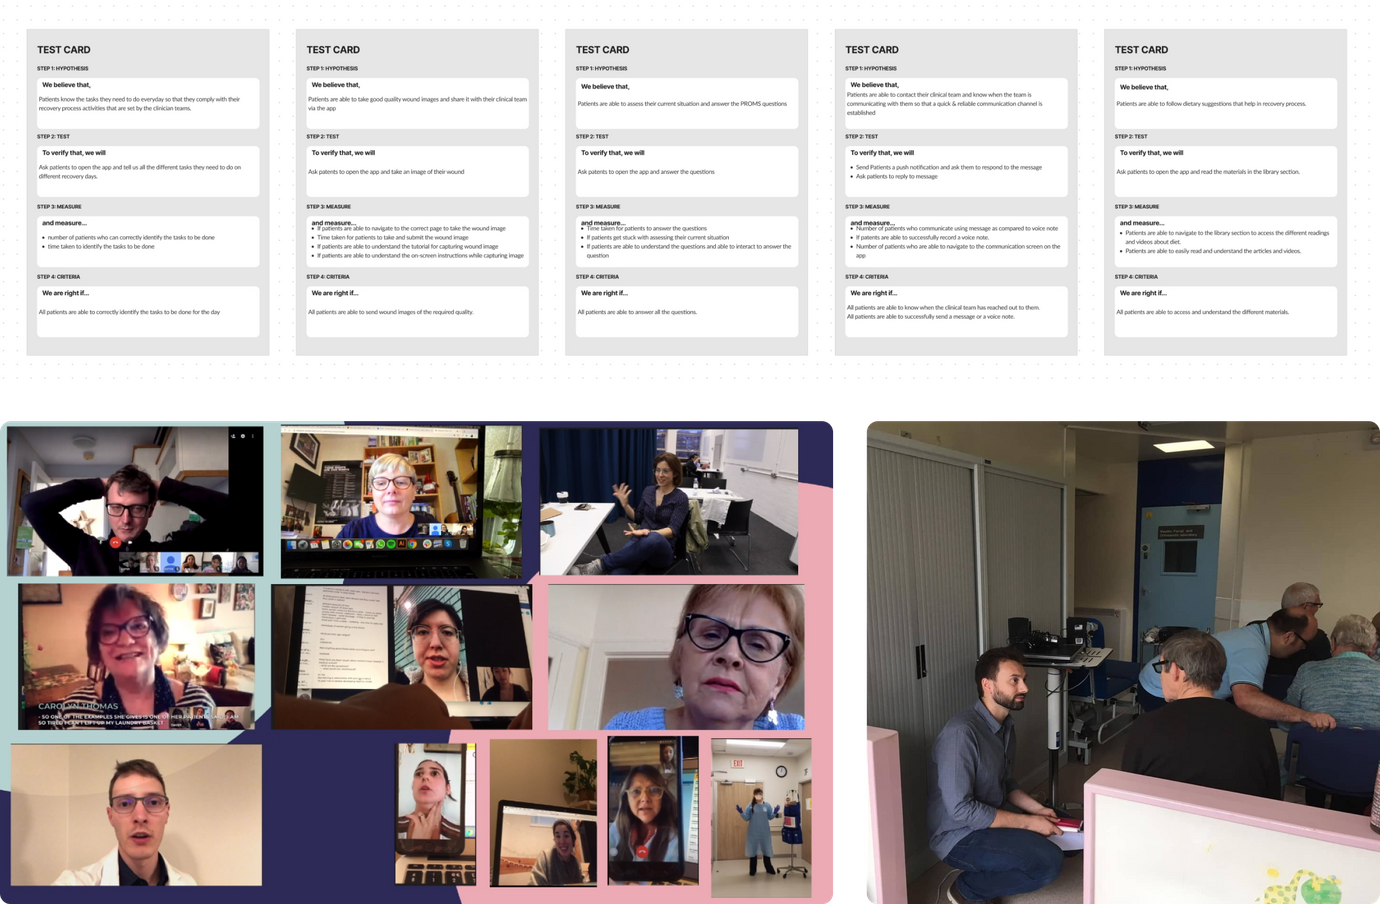 TEST CARD
STEP 1: HYPOTHESIS
We believe that,
Patients know the tasks they need to do everyday so that they comply with their
recovery process activities that are set by the clinician teams.
STEP 2: TEST
To verify that, we will
Ask patients to open the app and tell us all the different tasks they need to do on
different recovery days.
STEP 3: MEASURE
and measure...
• number of patients who can correctly identify the tasks to be done
• time taken to identify the tasks to be done
STEP 4: CRITERIA
We are right if...
All patients are able to correctly identify the tasks to be done for the day
TEST CARD
STEP 1: HYPOTHESIS
We believe that,
Patients are able to take good quality wound images and share it with their clinical team
via the app
STEP 2: TEST
To verify that, we will
Ask patents to open the app and take an image of their wound
STEP 3: MEASURE
and measure...
• If patients are able to navigate to the correct page to take the wound image
• Time taken for patients to take and submit the wound image
• If patients are able to understand the tutorial for capturing wound image
• If patients are able to understand the on-screen instructions while capturing image
STEP 4: CRITERIA
We are right if...
All patients are able to send wound images of the required quality.
TEST CARD
STEP 1: HYPOTHESIS
We believe that,
Patients are able to assess their current situation and answer the PROMS questions
STEP 2: TEST
To verify that, we will
Ask patents to open the app and answer the questions
STEP 3: MEASURE
and measure...
• Time taken for patients to answer the questions
• If patients get stuck with assessing their current situation
• If patients are able to understand the questions and able to interact to answer the
question
STEP 4: CRITERIA
We are right if...
All patients are able to answer all the questions.
TEST CARD
STEP 1: HYPOTHESIS
We believe that,
Patients are able to contact their clinical team and know when the team is
communicating with them so that a quick & reliable communication channel is
established
STEP 2: TEST
To verify that, we will
• Send Patients a push notification and ask them to respond to the message
• Ask patients to reply to message
STEP 3: MEASURE
and measure...
• Number of patients who communicate using message as compared to voice note
• If patents are able to successfully record a voice note.
• Number of patients who are able to navigate to the communication screen on the
app
STEP 4: CRITERIA
We are right if...
All patients are able to know when the clinical team has reached out to them.
All patients are able to successfully send a message or a voice note.
TEST CARD
STEP 1: HYPOTHESIS
We believe that,
Patients are able to follow dietary suggestions that help in recovery process.
STEP 2: TEST
To verify that, we will
Ask patients to open the app and read the materials in the library section.
STEP 3: MEASURE
and measure...
• Patients are able to navigate to the library section to access the different readings
and videos about diet.
• Patients are able to easily read and understand the articles and videos.
STEP 4: CRITERIA
We are right if...
All patients are able to access and understand the different materials.
CAROLYN THOMAS
- SO ONE OF THE EXAMPLES SHE GIVES IS ONE OF HER PATIENTS
SO TIRED I CAN'T LIFT UP MY LAUNDRY BASKET
EXIT